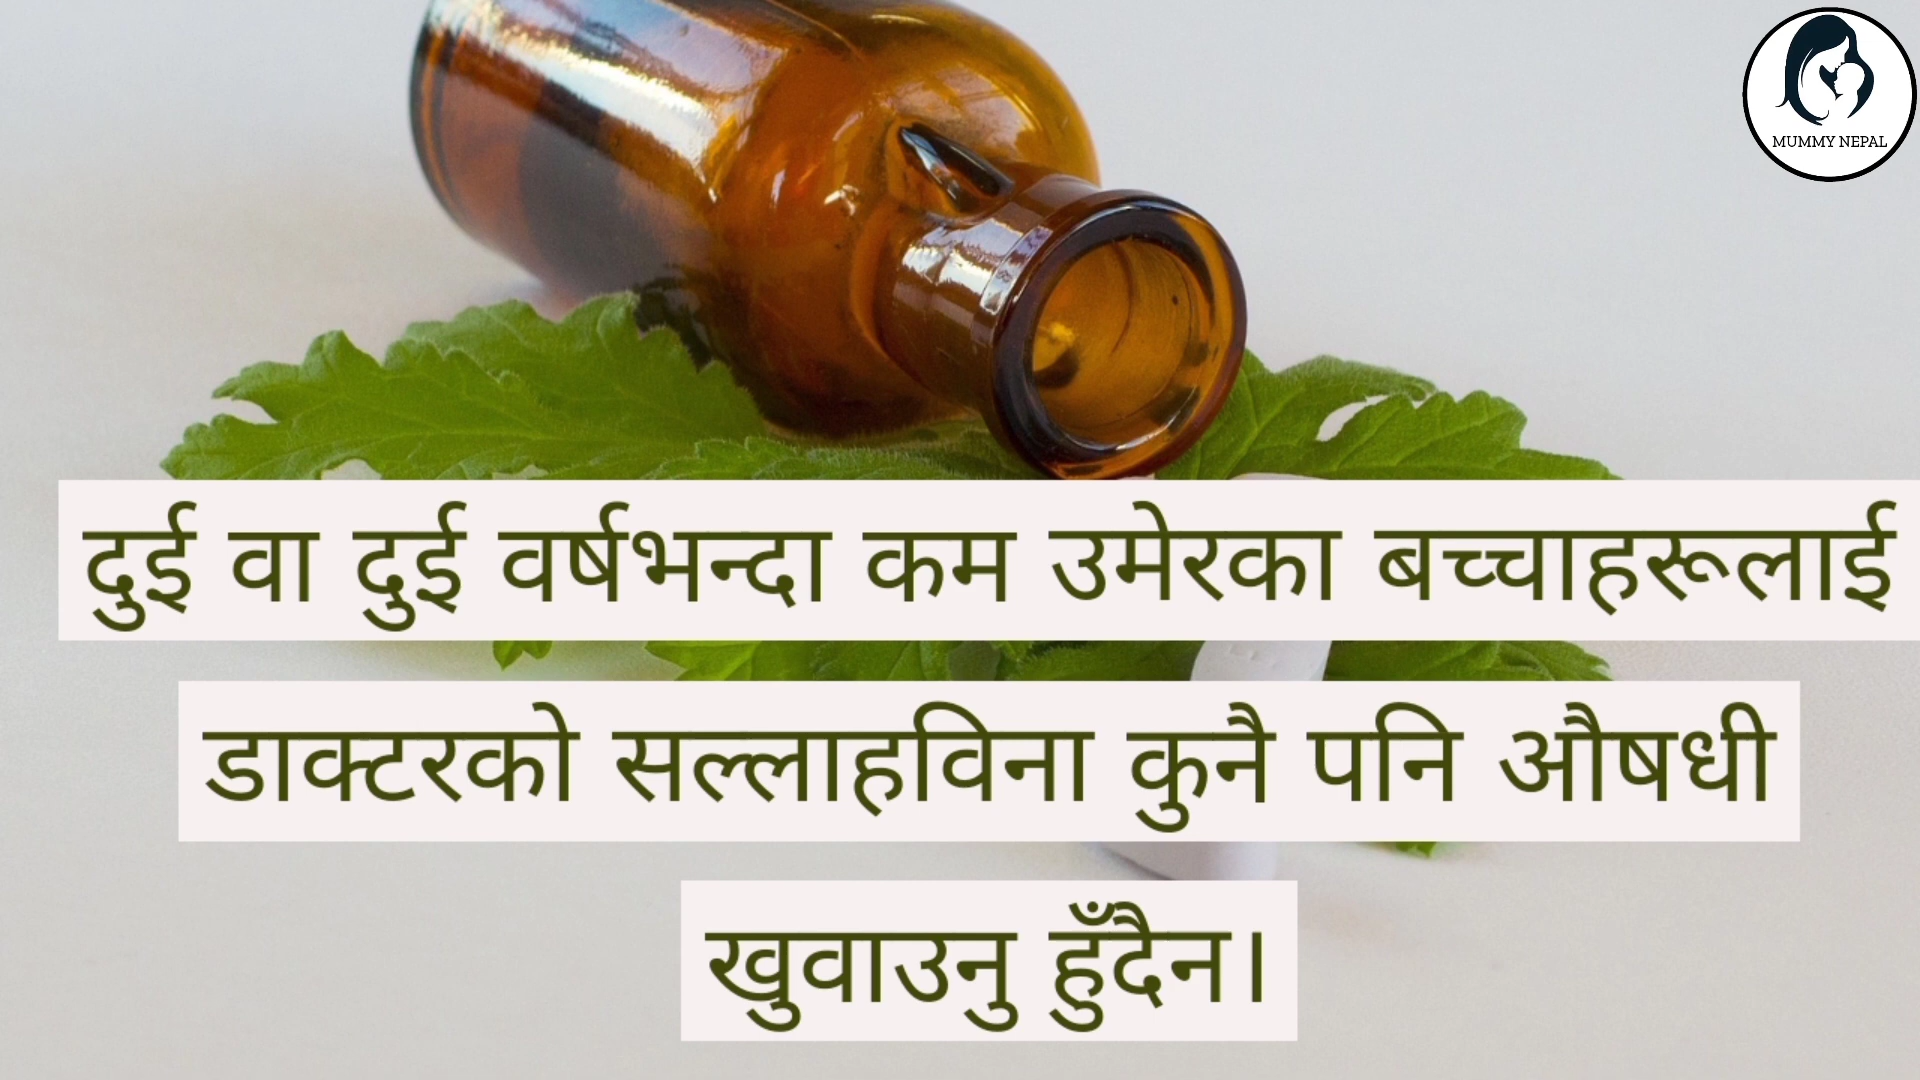 MUMMY NEPAL
दुई वा दुई वर्षभन्दा कम उमेरका बच्चाहरूलाई
डाक्टरको सल्लाहविना कुनै पनि औषधी
खुवाउनु हुँदैन।